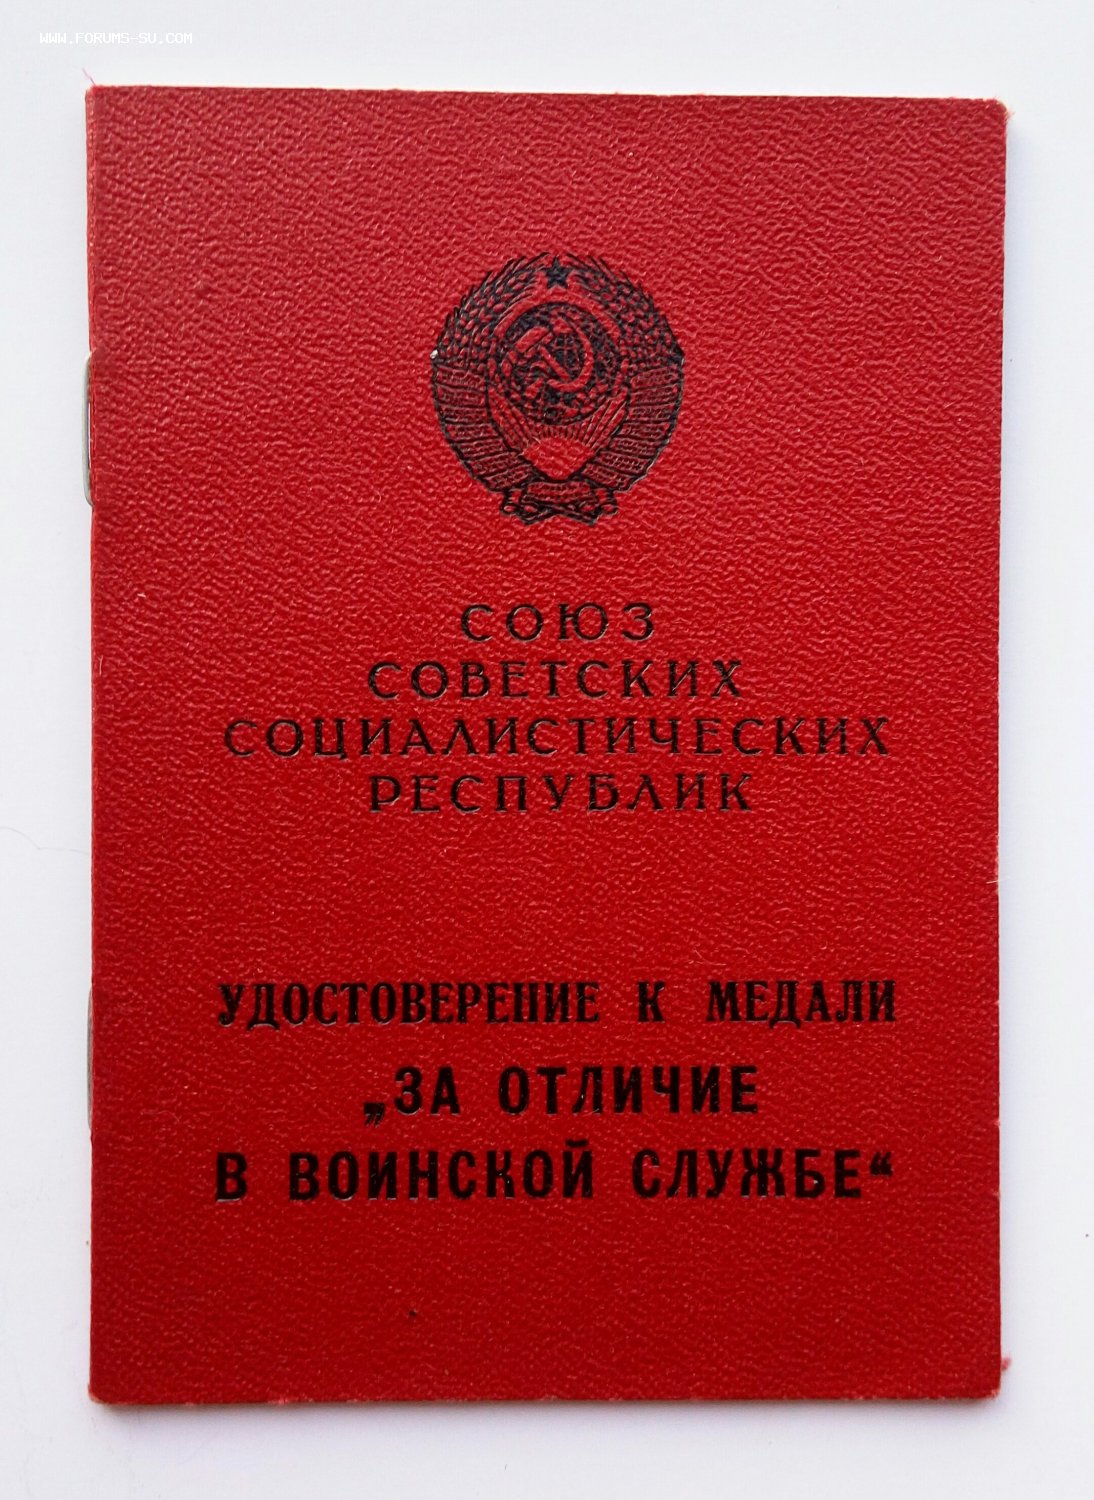 WWW.FORUMS-SU.COM
СОЮЗ
СОВЕТСКИХ
СОЦИАЛИСТИЧЕСКИХ
РЕСПУБЛИК
УДОСТОВЕРЕНИЕ К МЕДАЛИ
„ЗА ОТЛИЧИЕ
В ВОИНСКОЙ СЛУЖБЕ“